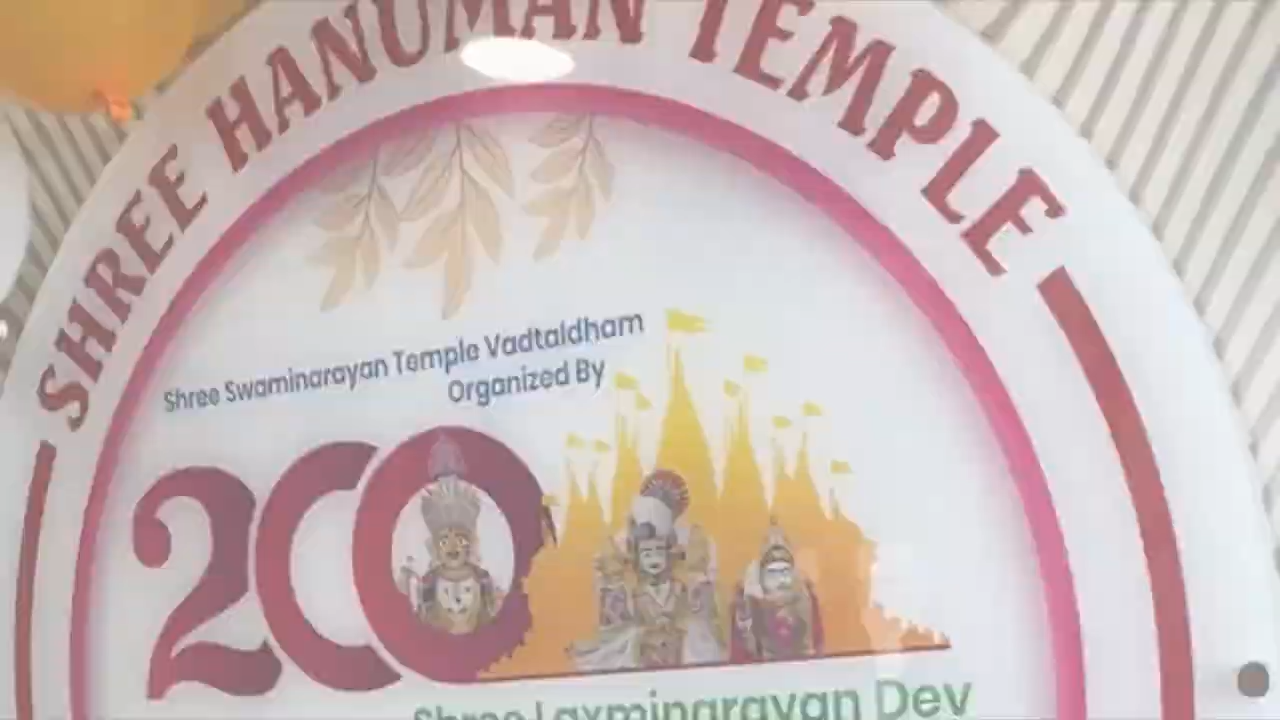 SHREE HANUMAN TEMPLE
Shree Swaminarayan Temple Vadtaldham
Organized By
200
Shree Laxminarayan Dev